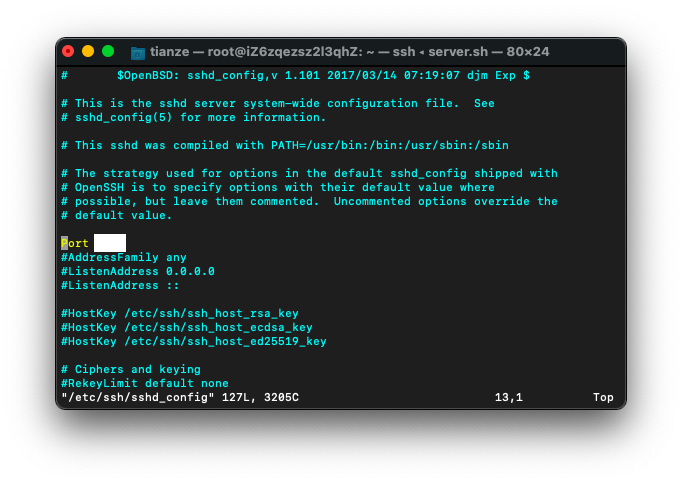 tianze — root@iZ6zqezsz2l3qhZ: ~ — ssh ◂ server.sh — 80×24
#       $OpenBSD: sshd_config,v 1.101 2017/03/14 07:19:07 djm Exp $
# This is the sshd server system-wide configuration file.  See
# sshd_config(5) for more information.
# This sshd was compiled with PATH=/usr/bin:/bin:/usr/sbin:/sbin
# The strategy used for options in the default sshd_config shipped with
# OpenSSH is to specify options with their default value where
# possible, but leave them commented.  Uncommented options override the
# default value.
Port
#AddressFamily any
#ListenAddress 0.0.0.0
#ListenAddress ::
#HostKey /etc/ssh/ssh_host_rsa_key
#HostKey /etc/ssh/ssh_host_ecdsa_key
#HostKey /etc/ssh/ssh_host_ed25519_key
# Ciphers and keying
#RekeyLimit default none
"/etc/ssh/sshd_config" 127L, 3205C                            13,1          Top